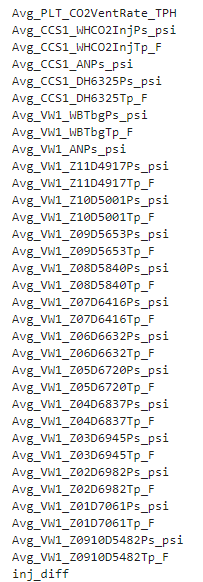 Avg_PLT_CO2VentRate_TPH
Avg_CCS1_WHCO2InjPs_psi
Avg_CCS1_WHCO2InjTp_F
Avg_CCS1_ANPs_psi
Avg_CCS1_DH6325Ps_psi
Avg_CCS1_DH6325Tp_F
Avg_VW1_WBTbgPs_psi
Avg_VW1_WBTbgTp_F
Avg_VW1_ANPs_psi
Avg_VW1_Z11D4917Ps_psi
Avg_VW1_Z11D4917Tp_F
Avg_VW1_Z10D5001Ps_psi
Avg_VW1_Z10D5001Tp_F
Avg_VW1_Z09D5653Ps_psi
Avg_VW1_Z09D5653Tp_F
Avg_VW1_Z08D5840Ps_psi
Avg_VW1_Z08D5840Tp_F
Avg_VW1_Z07D6416Ps_psi
Avg_VW1_Z07D6416Tp_F
Avg_VW1_Z06D6632Ps_psi
Avg_VW1_Z06D6632Tp_F
Avg_VW1_Z05D6720Ps_psi
Avg_VW1_Z05D6720Tp_F
Avg_VW1_Z04D6837Ps_psi
Avg_VW1_Z04D6837Tp_F
Avg_VW1_Z03D6945Ps_psi
Avg_VW1_Z03D6945Tp_F
Avg_VW1_Z02D6982Ps_psi
Avg_VW1_Z02D6982Tp_F
Avg_VW1_Z01D7061Ps_psi
Avg_VW1_Z01D7061Tp_F
Avg_VW1_Z0910D5482Ps_psi
Avg_VW1_Z0910D5482Tp_F
inj_diff